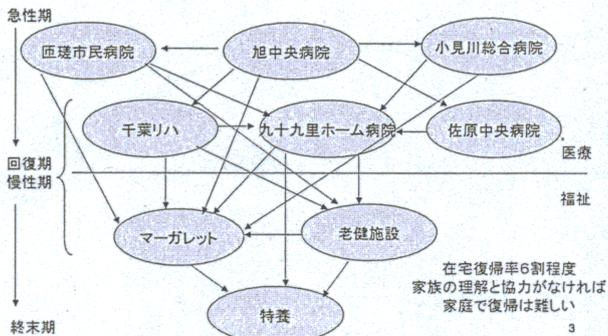 急性期
匝瑳市民病院
旭中央病院
小見川総合病院
千葉リハ
九十九里ホーム病院
佐原中央病院
医療
回復期
慢性期
福祉
マーガレット
老健施設
在宅復帰率6割程度
家族の理解と協力がなければ
家庭で復帰は難しい
特養
終末期
3